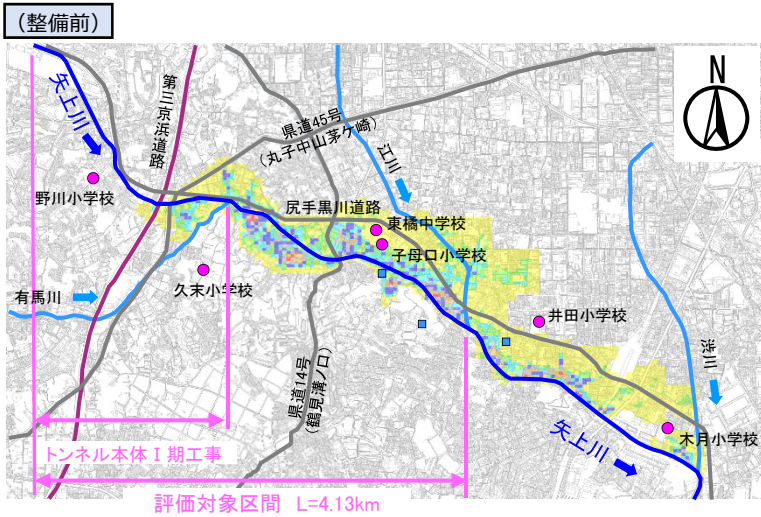 (整備前)
N
矢上川
第三京浜道路
県道45号
(丸子中山茅ケ崎)
江川
野川小学校
尻手黒川道路
東橘中学校
子母口小学校
久末小学校
有馬川
井田小学校
渋川
県道14号
(鶴見溝ノ口)
木月小学校
矢上川
トンネル本体Ⅰ期工事
評価対象区間 L=4.13km